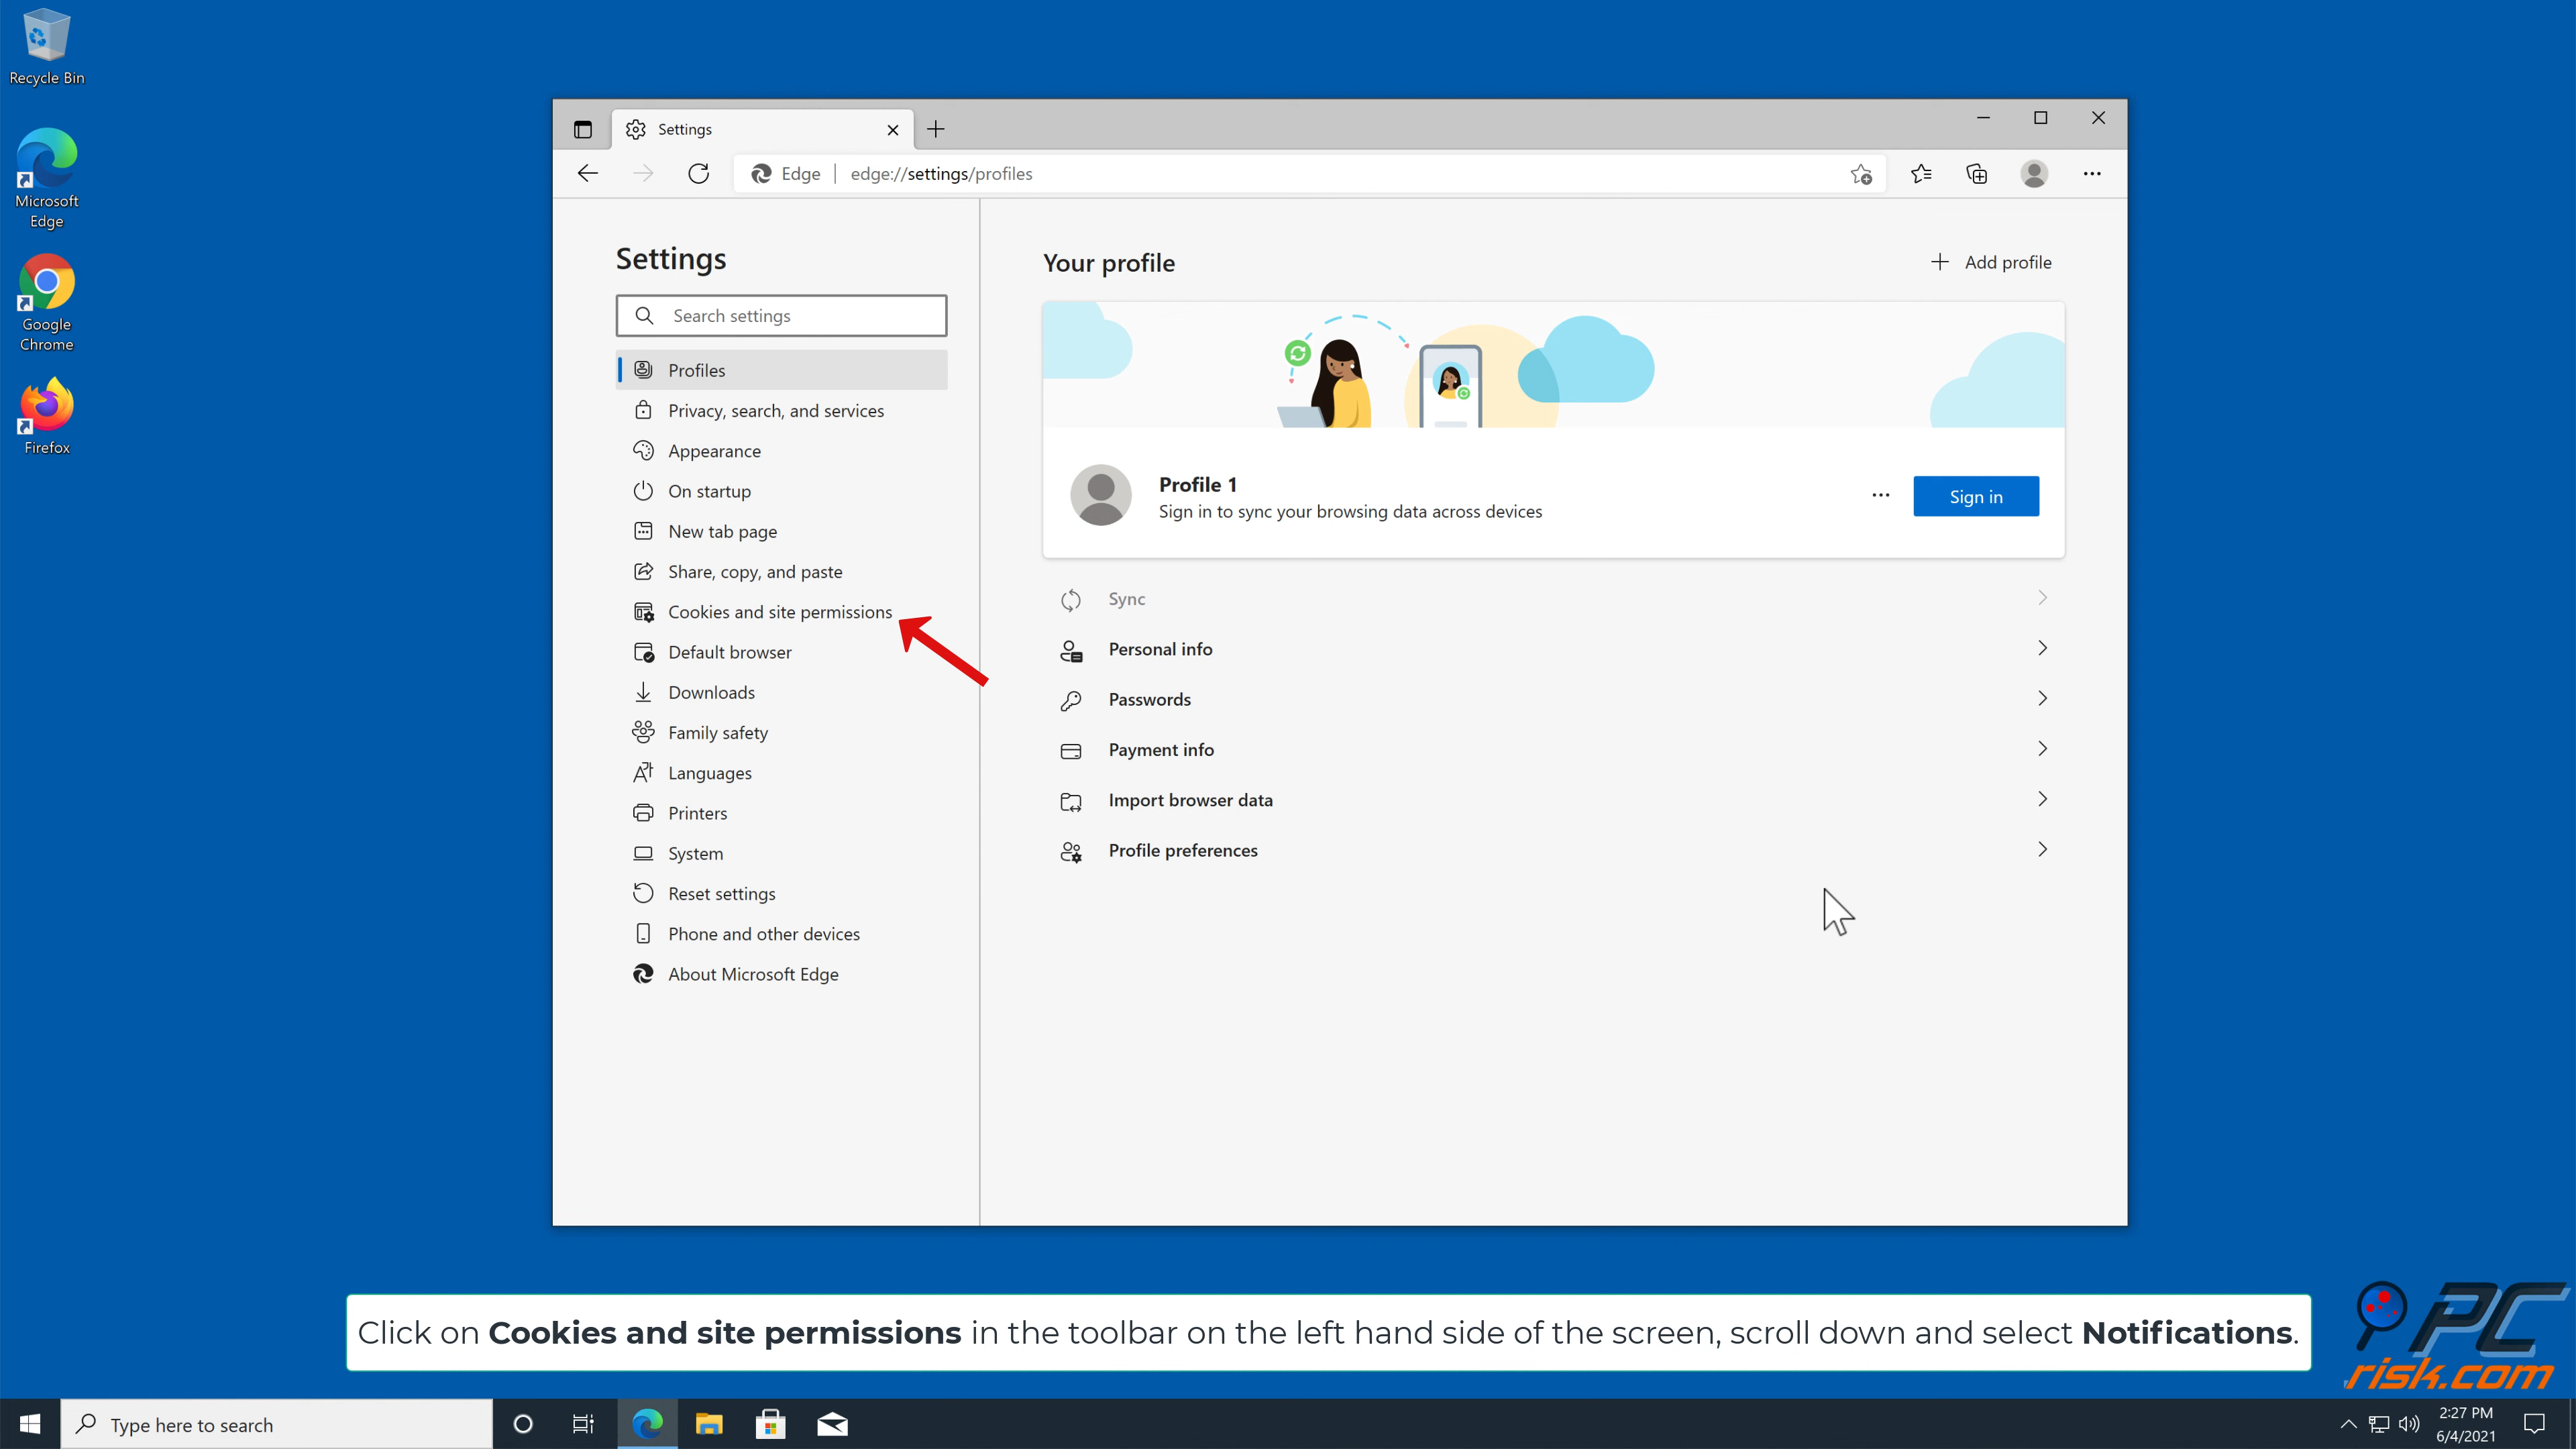 Recycle Bin
Microsoft
Edge
Google
Chrome
Firefox
Settings
Edge
edge://settings/profiles
Settings
Search settings
Profiles
Privacy, search, and services
Appearance
On startup
New tab page
Share, copy, and paste
Cookies and site permissions
Default browser
Downloads
Family safety
Languages
Printers
System
Reset settings
Phone and other devices
About Microsoft Edge
Your profile
Add profile
Profile 1
Sign in to sync your browsing data across devices
Sign in
Sync
Personal info
Passwords
Payment info
Import browser data
Profile preferences
Click on Cookies and site permissions in the toolbar on the left hand side of the screen, scroll down and select Notifications.
PC
risk.com
Type here to search
2:27 PM
6/4/2021